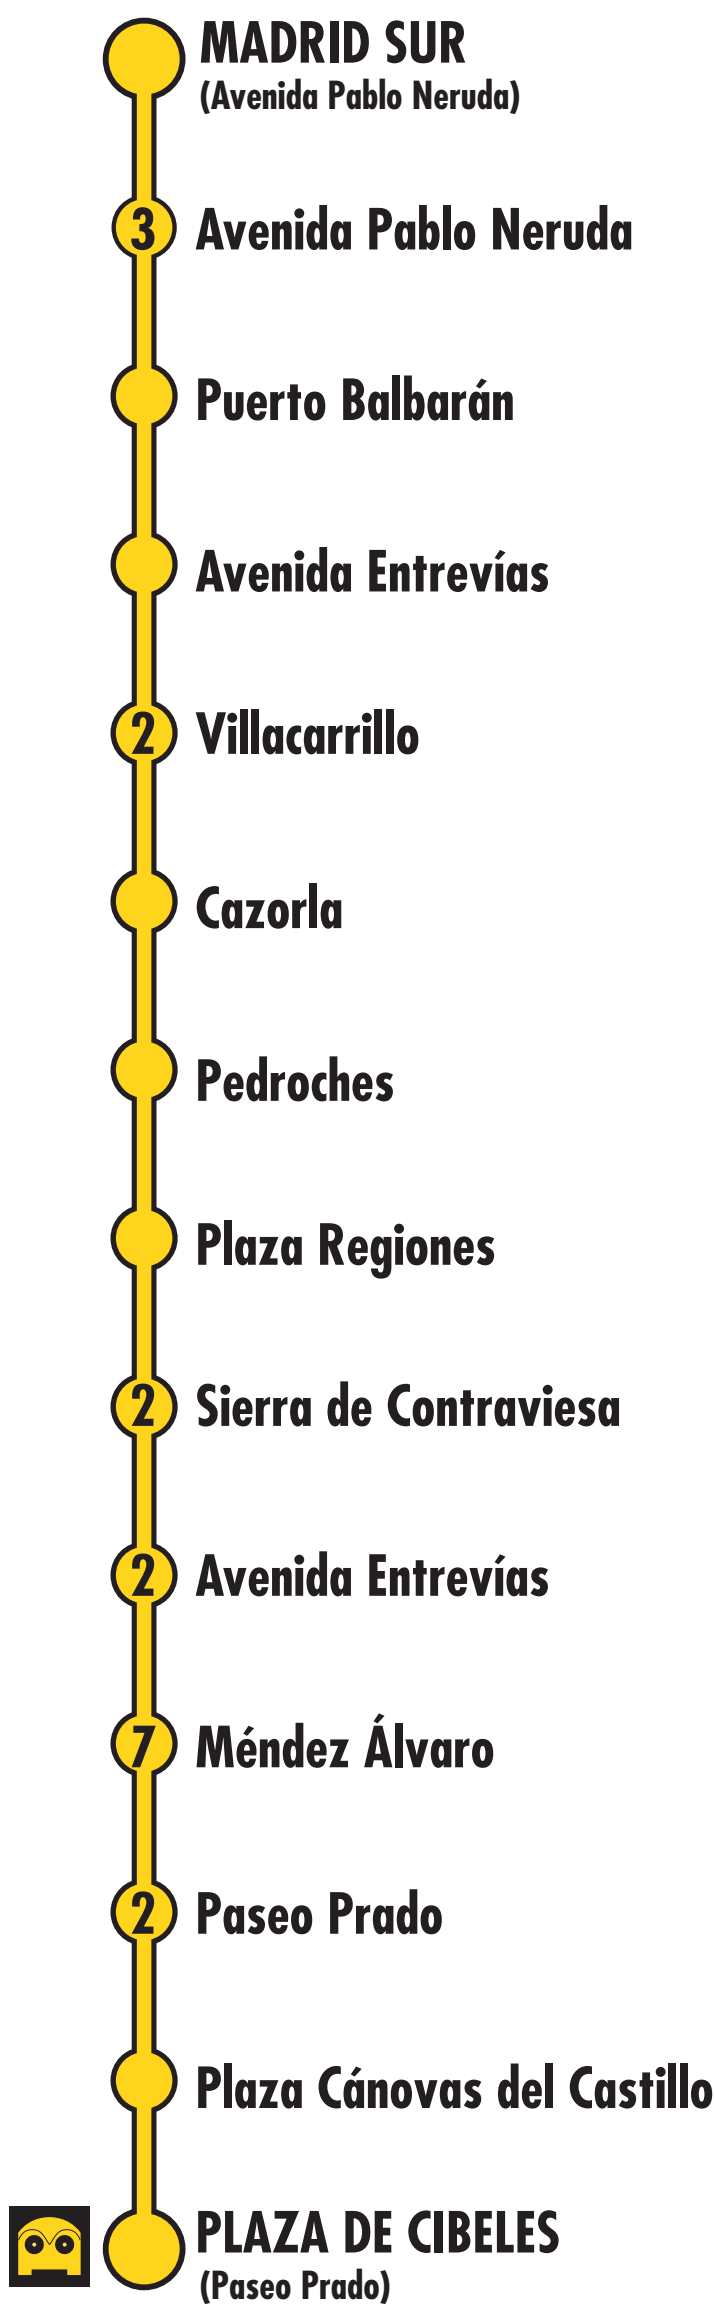 MADRID SUR
(Avenida Pablo Neruda)
3 Avenida Pablo Neruda
Puerto Balbarán
Avenida Entrevías
2 Villacarrillo
Cazorla
Pedroches
Plaza Regiones
2 Sierra de Contraviesa
2 Avenida Entrevías
7 Méndez Álvaro
2 Paseo Prado
Plaza Cánovas del Castillo
PLAZA DE CIBELES
(Paseo Prado)